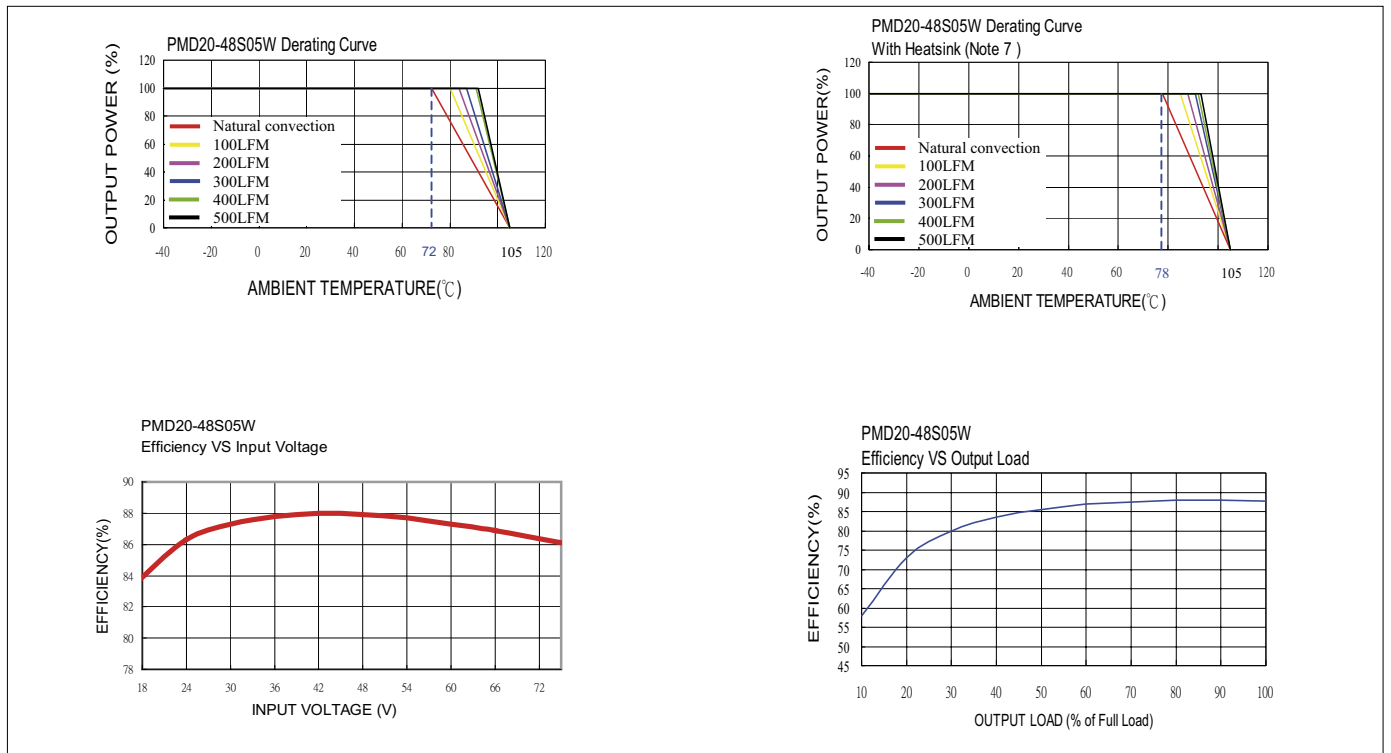 PMD20-48S05W Derating Curve
OUTPUT POWER (%)
120
100
80
60
40
20
0
Natural convection
100LFM
200LFM
300LFM
400LFM
500LFM
-40 -20 0 20 40 60 72 80 105 120
AMBIENT TEMPERATURE(℃)
PMD20-48S05W Derating Curve
With Heatsink (Note 7 )
OUTPUT POWER(%)
120
100
80
60
40
20
0
Natural convection
100LFM
200LFM
300LFM
400LFM
500LFM
-40 -20 0 20 40 60 78 105 120
AMBIENT TEMPERATURE(℃)
PMD20-48S05W
Efficiency VS Input Voltage
EFFICIENCY(%)
90
88
86
84
82
80
78
18 24 30 36 42 48 54 60 66 72
INPUT VOLTAGE (V)
PMD20-48S05W
Efficiency VS Output Load
EFFICIENCY(%)
95
90
85
80
75
70
65
60
55
50
45
10 20 30 40 50 60 70 80 90 100
OUTPUT LOAD (% of Full Load)